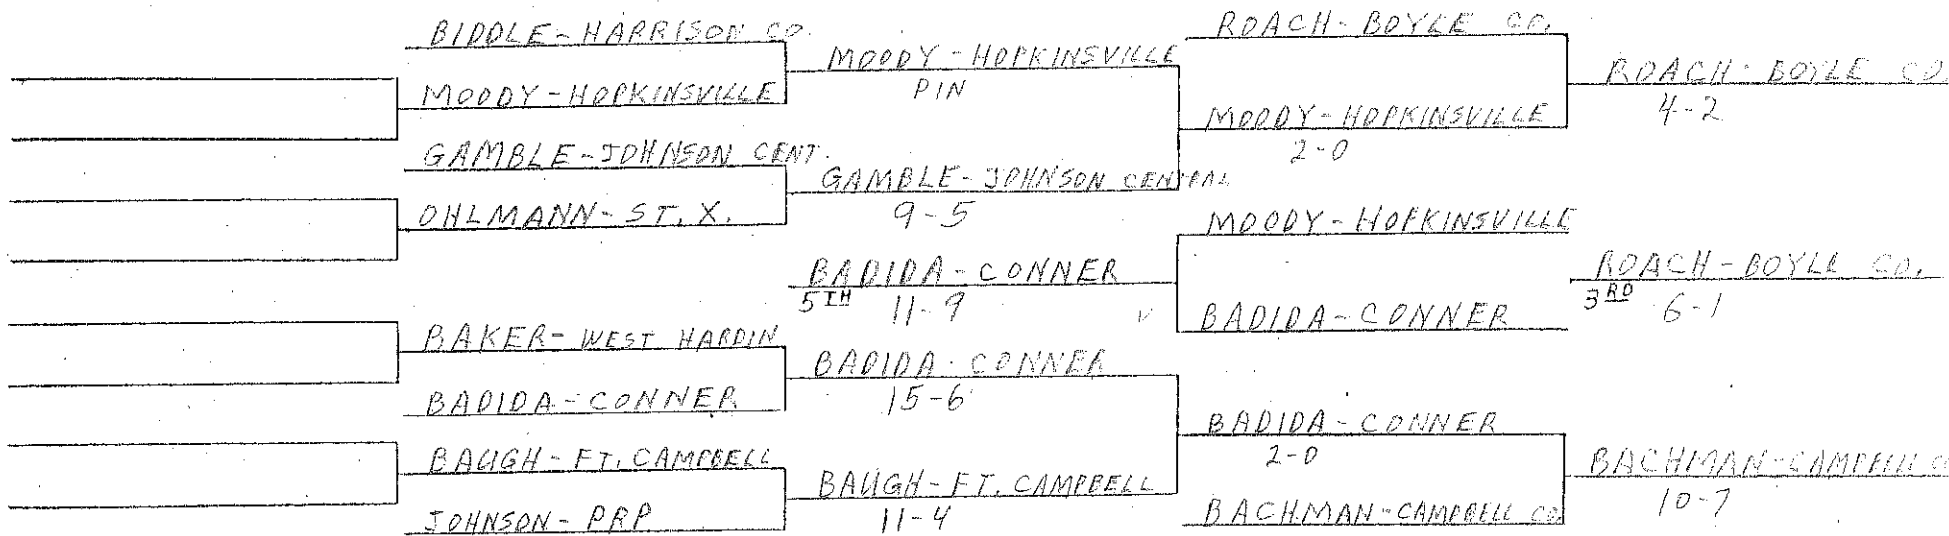 BIDDLE-HARRISON CO.
MOODY-HOPKINSVILLE
GAMBLE-JOHNSON CENT.
OHLMANN-ST. X.
BAKER-WEST HARDIN
BADIDA-CONNER
BAUGH-FT. CAMPBELL
JOHNSON-PRP
MOODY-HOPKINSVILLE
PIN
GAMBLE-JOHNSON CENTRAL
9-5
BADIDA-CONNER
5TH 11-9
BADIDA-CONNER
15-6
BAUGH-FT. CAMPBELL
11-4
ROACH-BOYLE CO.
MOODY-HOPKINSVILLE
2-0
MOODY-HOPKINSVILLE
BADIDA-CONNER
BADIDA-CONNER
2-0
BACHMAN-CAMPBELL CO
ROACH-BOYLE CO.
4-2
ROACH-BOYLE CO.
3RD 6-1
BACHMAN-CAMPBELL CO
10-7